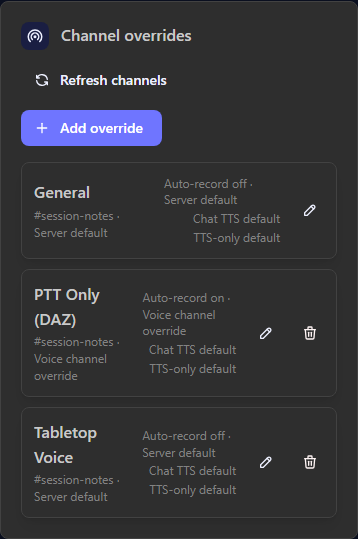 Channel overrides
Refresh channels
+ Add override
General
#session-notes ·
Server default
Auto-record off ·
Server default
Chat TTS default
TTS-only default
PTT Only
(DAZ)
#session-notes ·
Voice channel
override
Auto-record on ·
Voice channel
override
Chat TTS default
TTS-only default
Tabletop
Voice
#session-notes ·
Server default
Auto-record off ·
Server default
Chat TTS default
TTS-only default